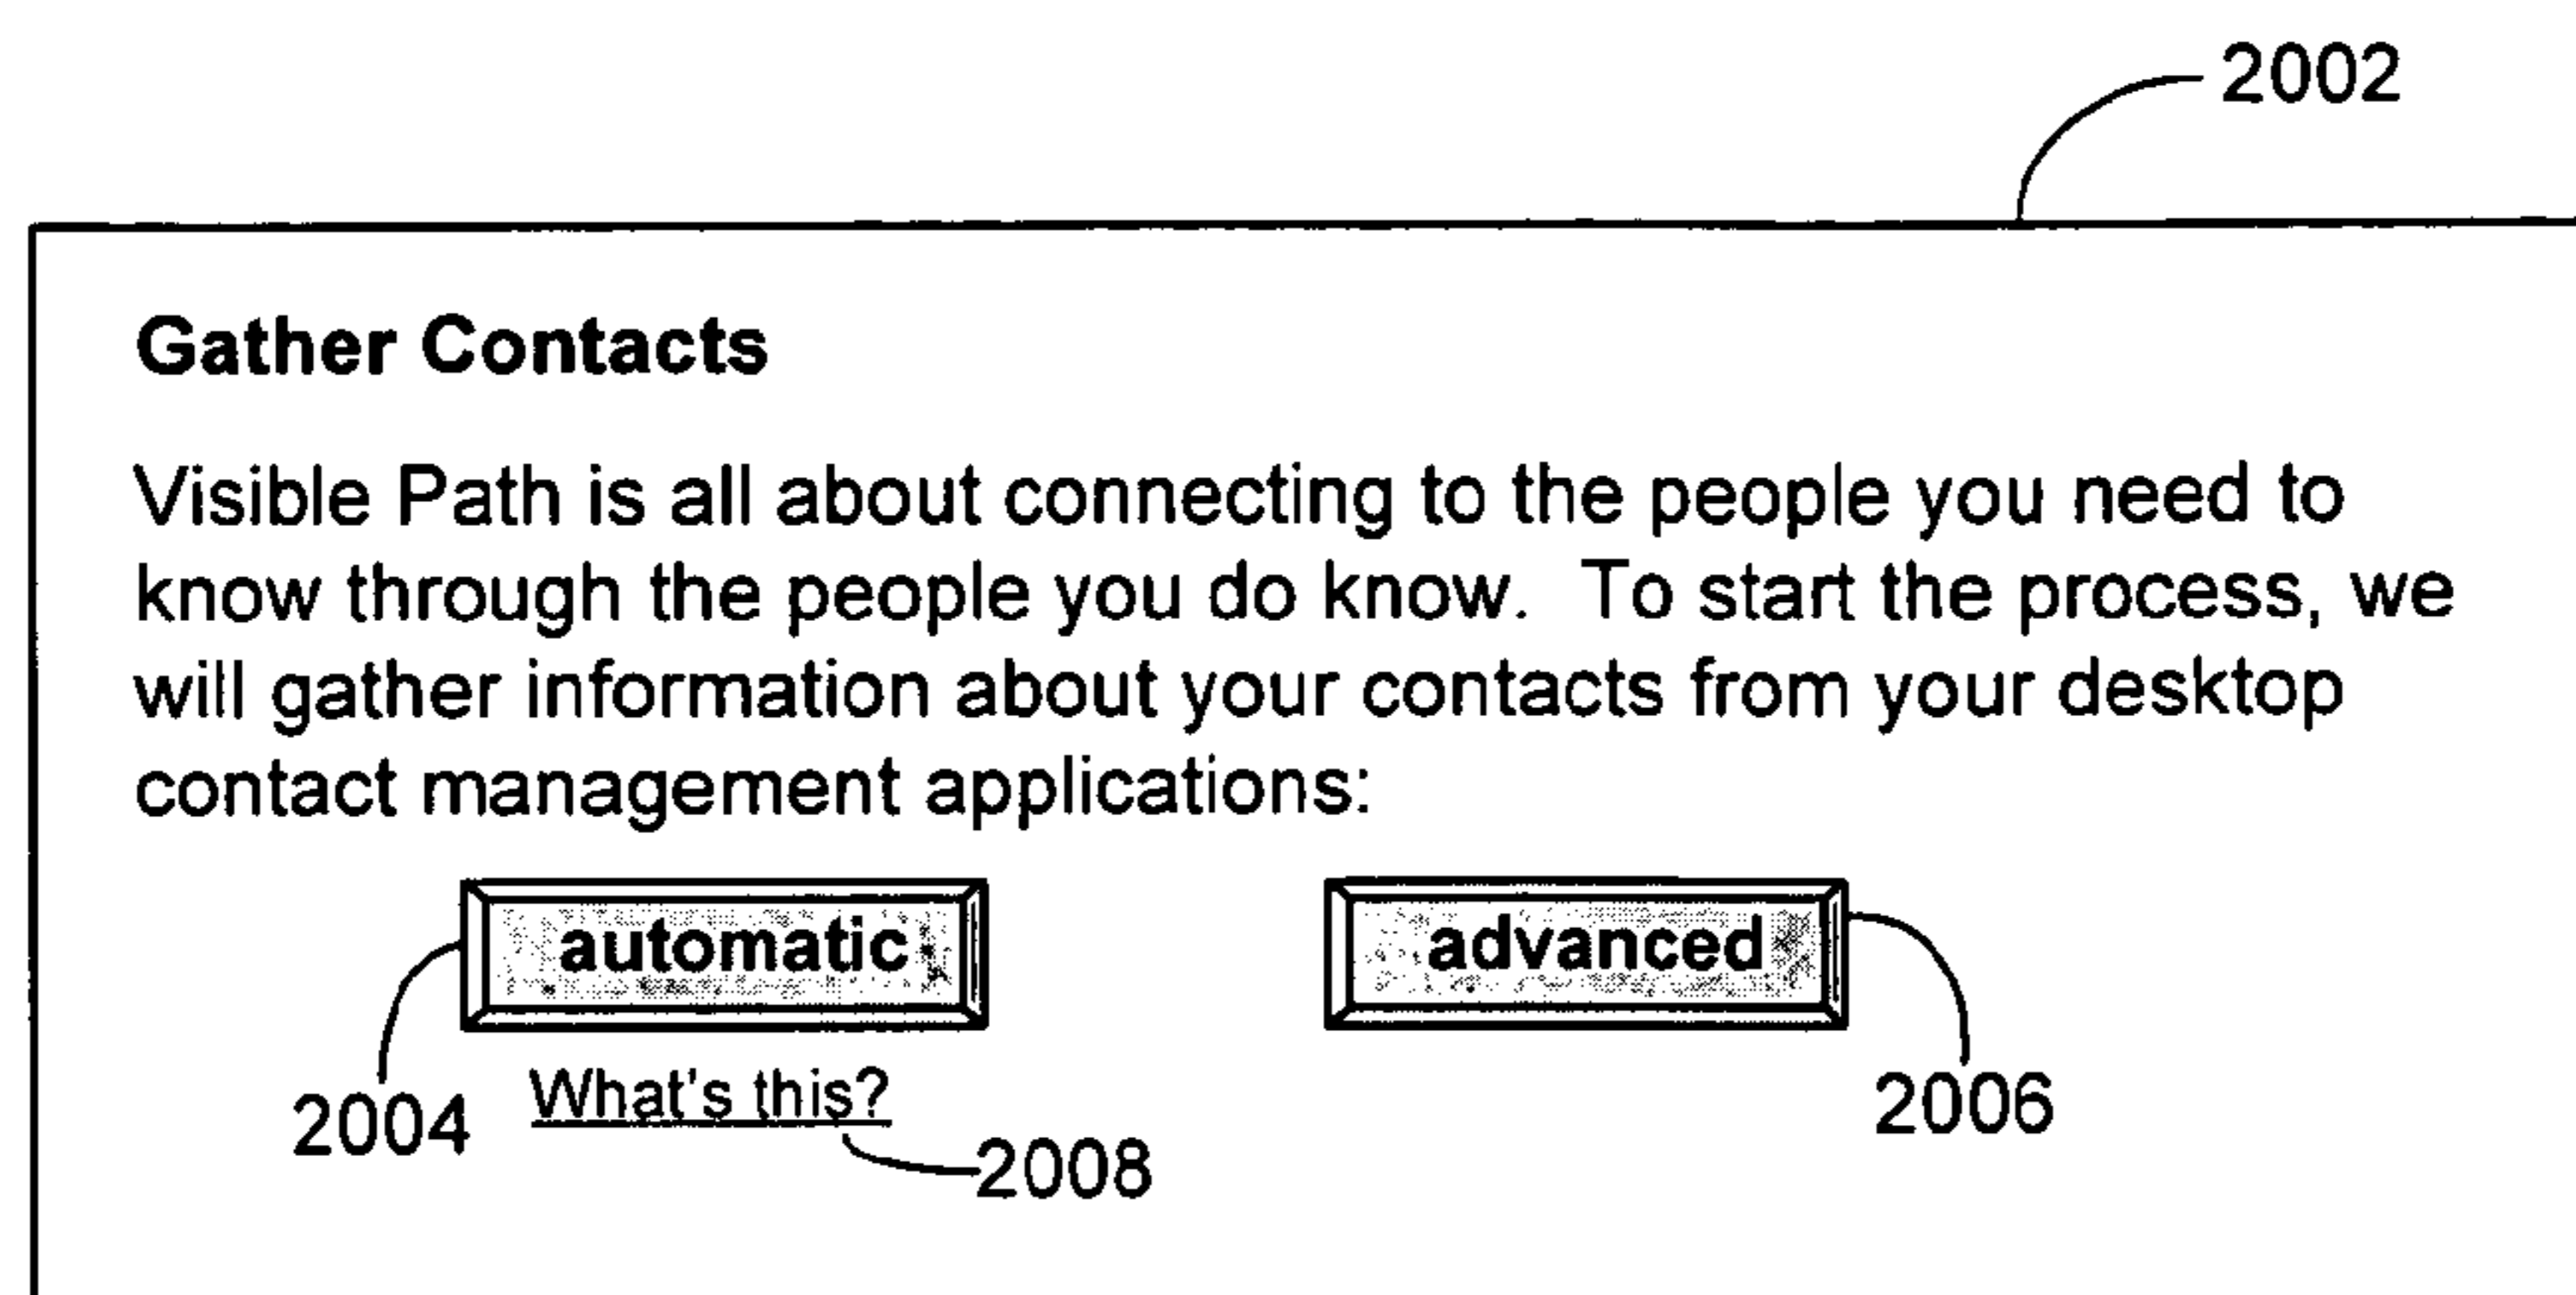 2002
Gather Contacts
Visible Path is all about connecting to the people you need to
know through the people you do know.  To start the process, we
will gather information about your contacts from your desktop
contact management applications:
automatic
advanced
What's this?
2004
2006
2008